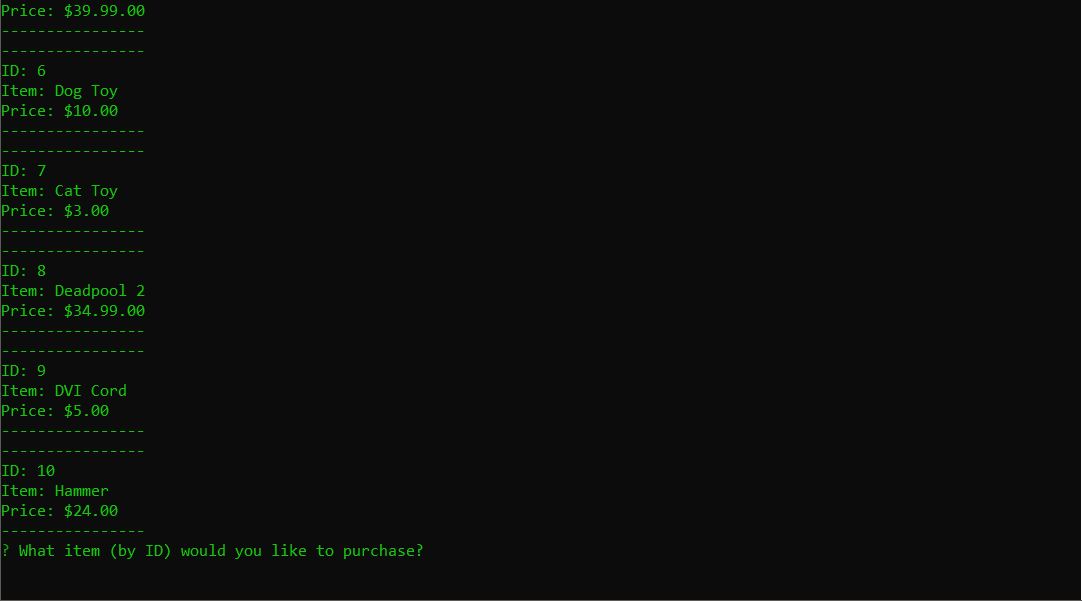 Price: $39.99.00
----------------
----------------
ID: 6
Item: Dog Toy
Price: $10.00
----------------
----------------
ID: 7
Item: Cat Toy
Price: $3.00
----------------
----------------
ID: 8
Item: Deadpool 2
Price: $34.99.00
----------------
----------------
ID: 9
Item: DVI Cord
Price: $5.00
----------------
----------------
ID: 10
Item: Hammer
Price: $24.00
----------------
? What item (by ID) would you like to purchase?